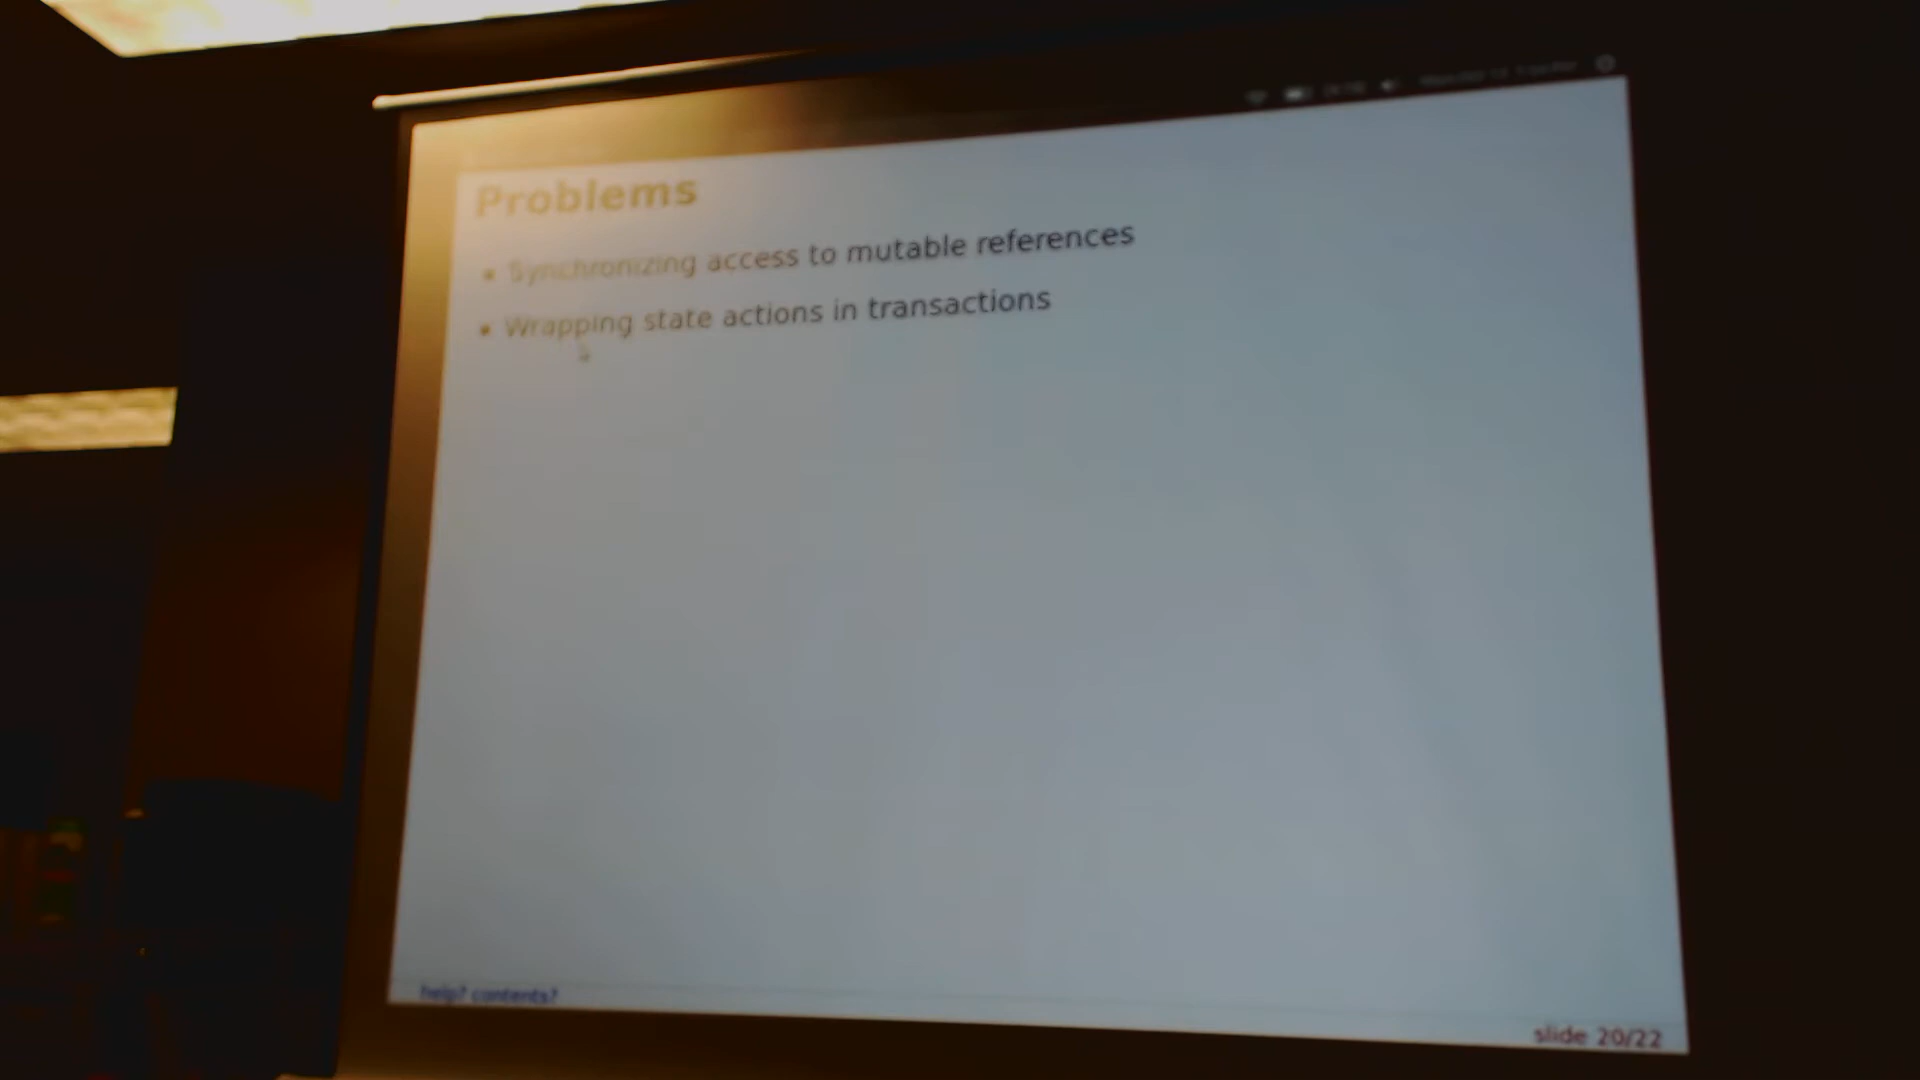 Problems
• Synchronizing access to mutable references
• Wrapping state actions in transactions
help? contents?
slide 20/22